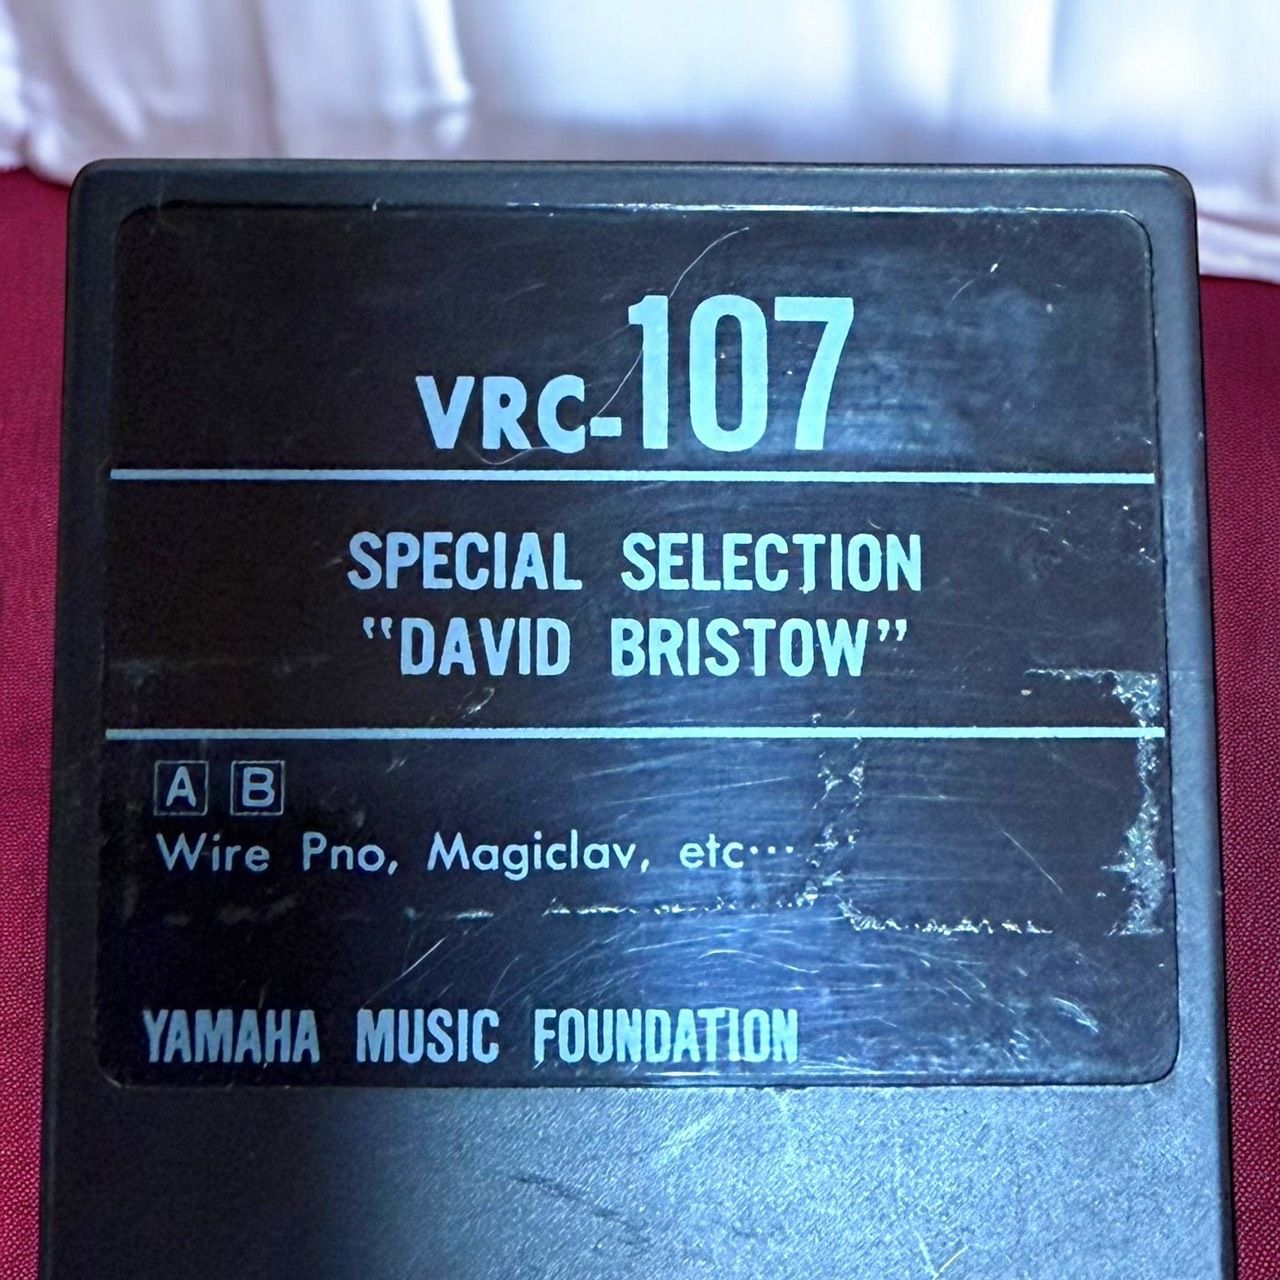 VRC-107
SPECIAL SELECTION
“DAVID BRISTOW”
A B
Wire Pno, Magiclav, etc···
YAMAHA MUSIC FOUNDATION